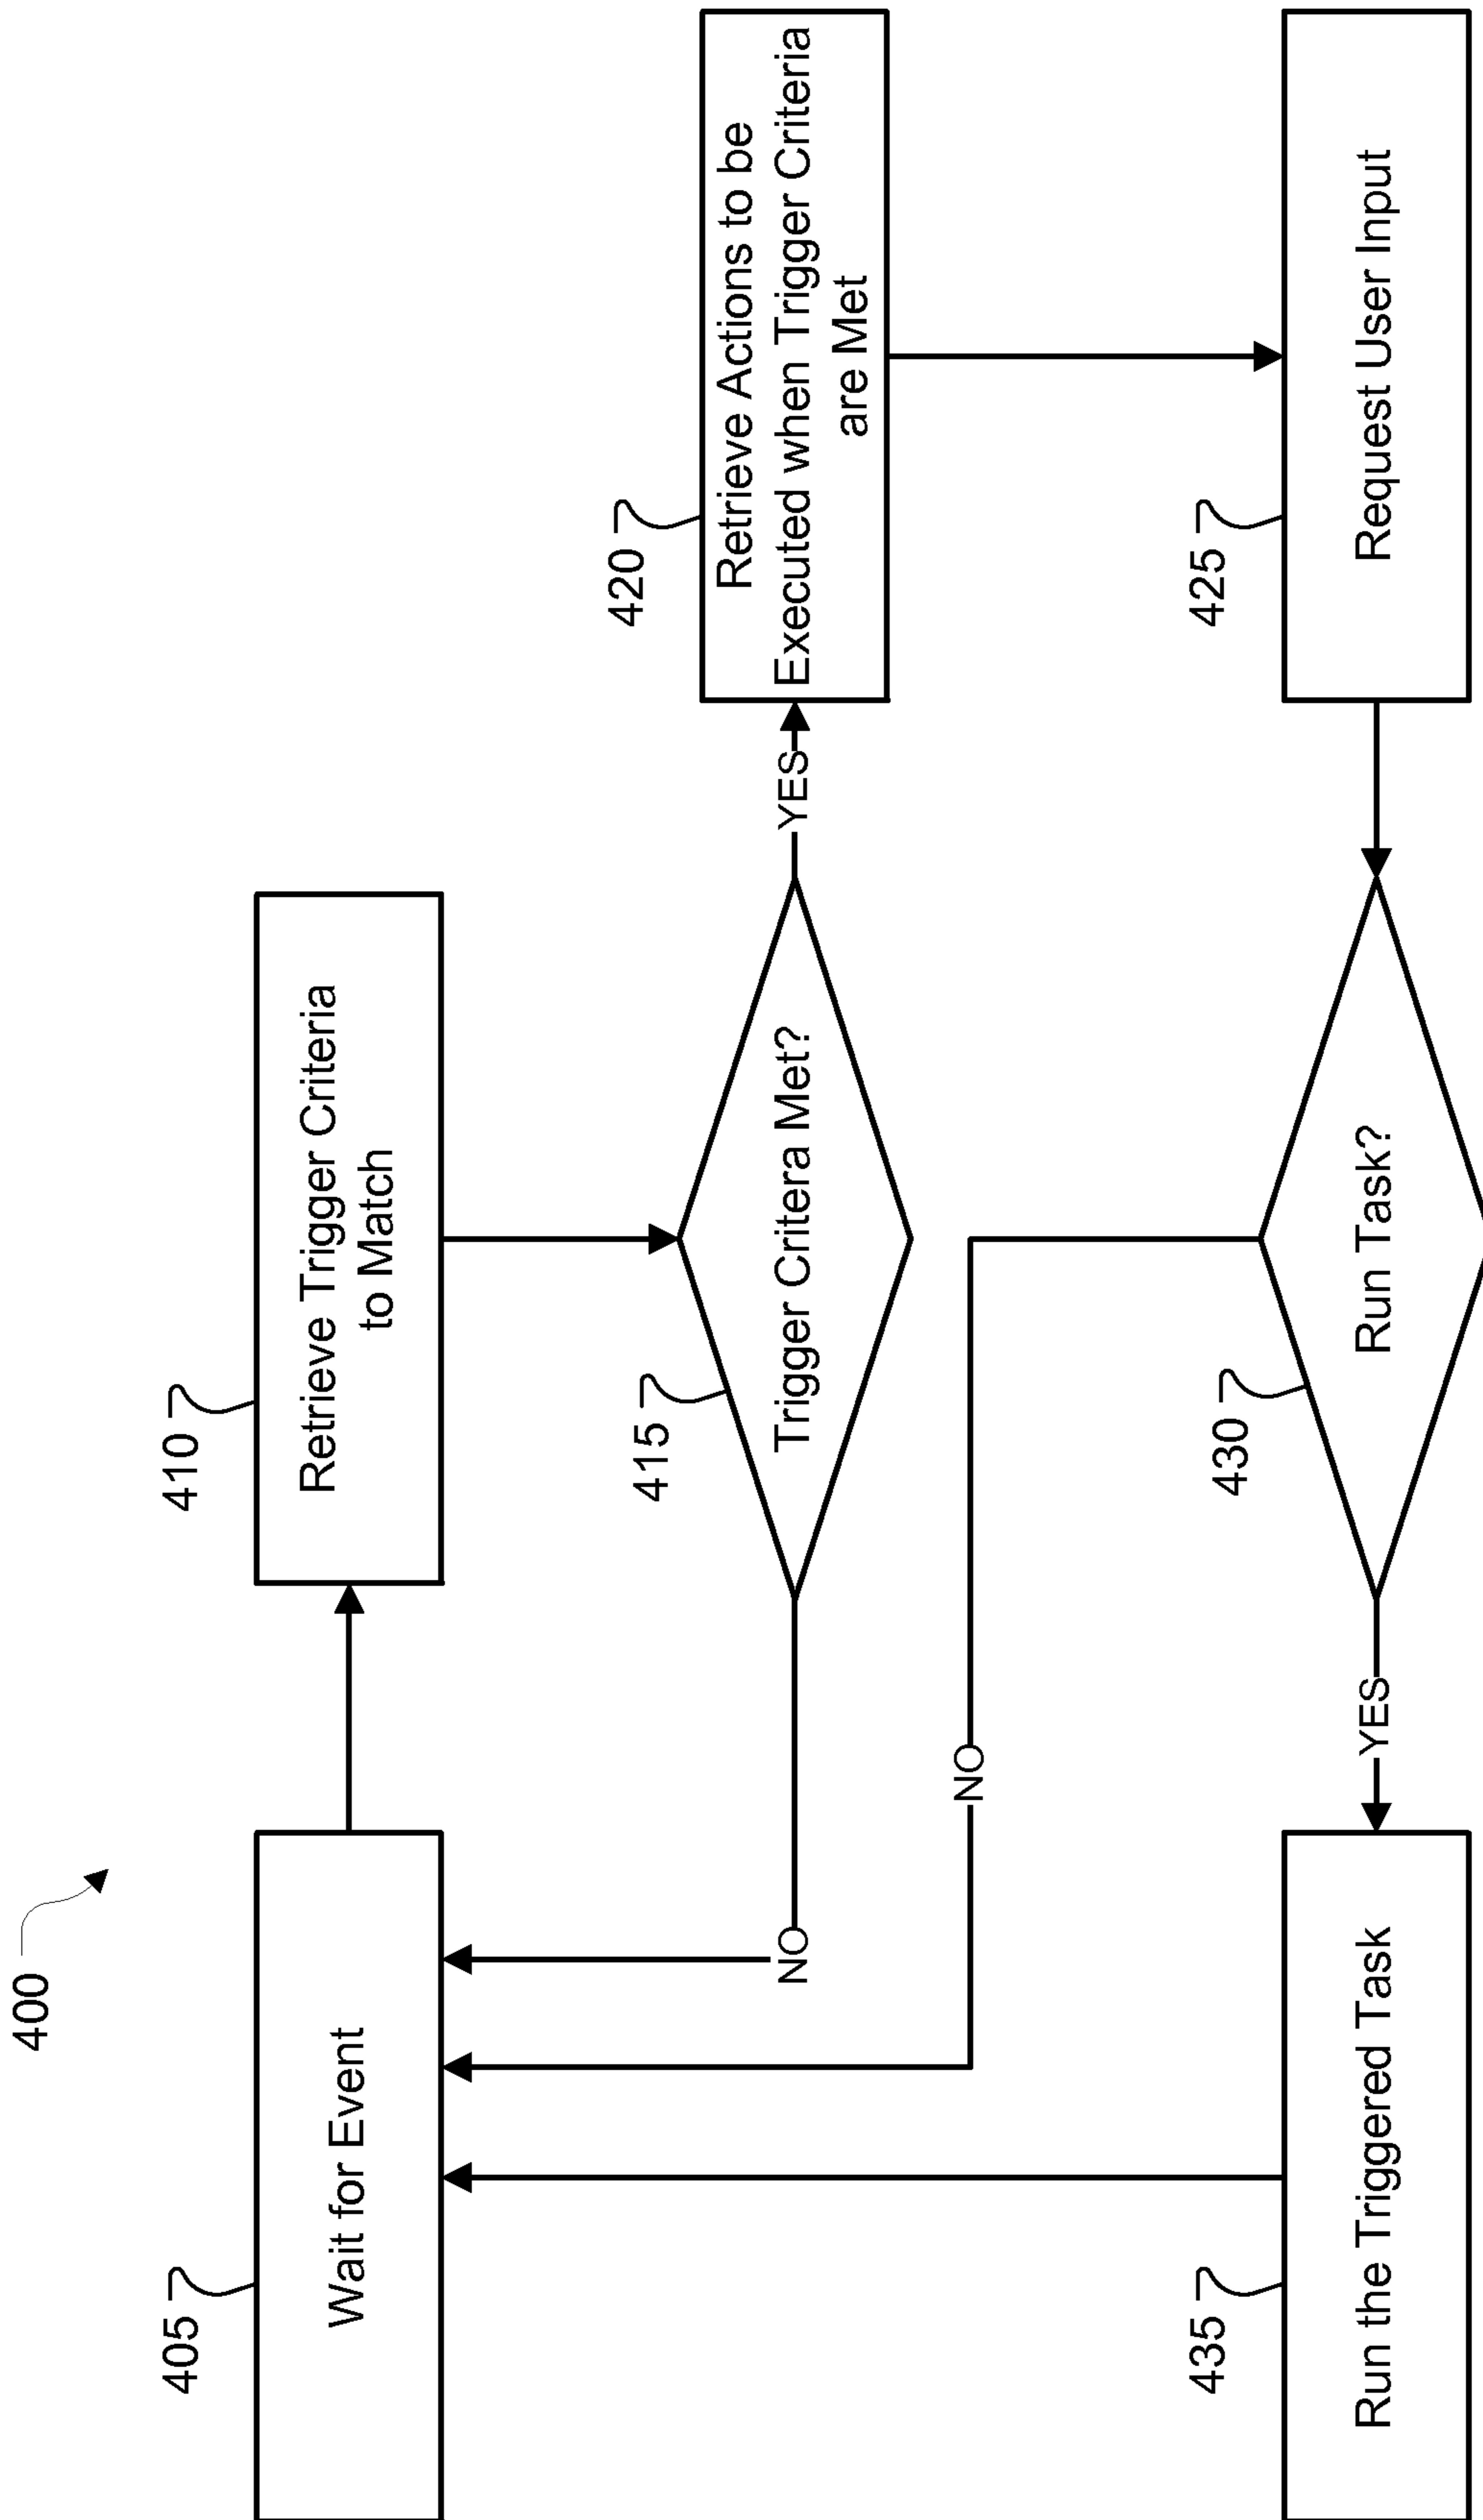 400
405
Wait for Event
410
Retrieve Trigger Criteria
to Match
415
Trigger Critera Met?
NO
YES
420
Retrieve Actions to be
Executed when Trigger Criteria
are Met
425
Request User Input
430
Run Task?
NO
YES
435
Run the Triggered Task